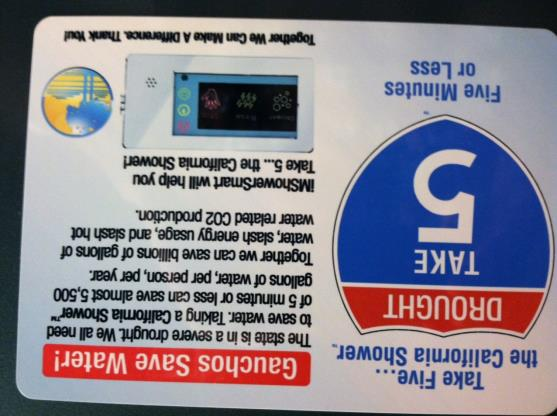 Take Five...
the California Shower™
DROUGHT
TAKE
5
Five Minutes
or Less
Gauchos Save Water!
The state is in a severe drought. We all need
to save water. Taking a California Shower™
of 5 minutes or less can save almost 5,500
gallons of water, per person, per year.
Together we can save billions of gallons of
water, slash energy usage, and slash hot
water related CO2 production.
iMShowerSmart will help you
Take 5... the California Shower!
Together We Can Make A Difference. Thank You!